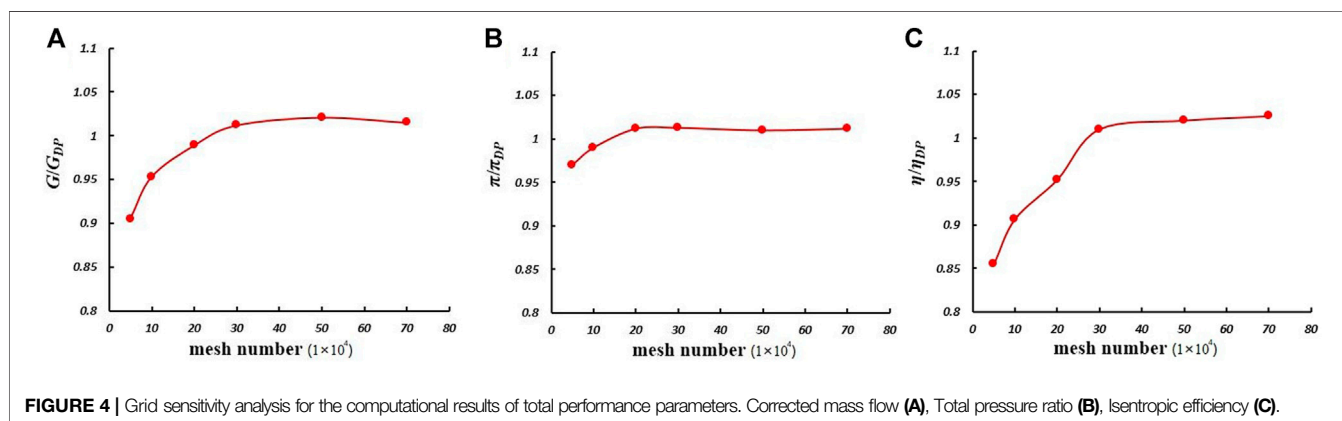 A
1.1
1.05
1
0.95
0.9
0.85
0.8
G/G_DP
0 10 20 30 40 50 60 70 80
mesh number (1×10⁴)
B
1.1
1.05
1
0.95
0.9
0.85
0.8
π/π_DP
0 10 20 30 40 50 60 70 80
mesh number (1×10⁴)
C
1.1
1.05
1
0.95
0.9
0.85
0.8
η/η_DP
0 10 20 30 40 50 60 70 80
mesh number (1×10⁴)
FIGURE 4 | Grid sensitivity analysis for the computational results of total performance parameters. Corrected mass flow (A), Total pressure ratio (B), Isentropic efficiency (C).